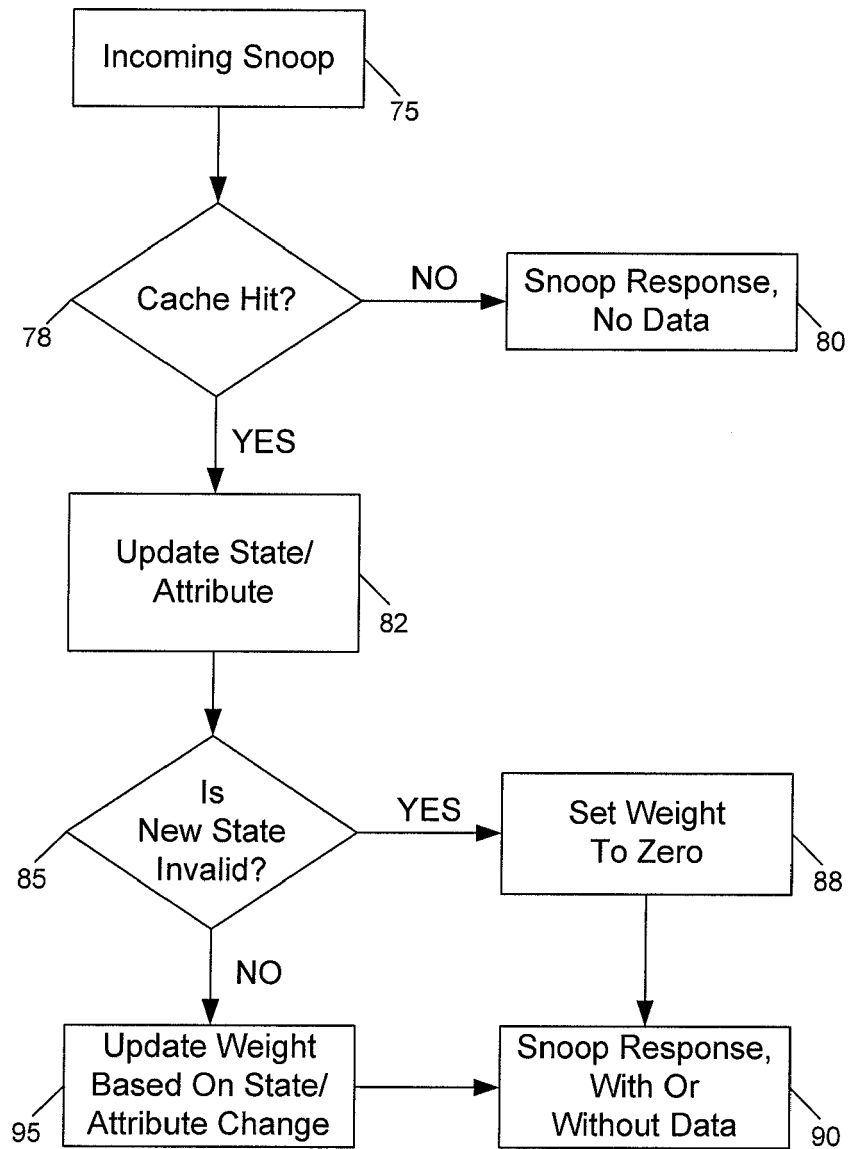 Incoming Snoop
75
Cache Hit?
78
NO
Snoop Response,
No Data
80
YES
Update State/
Attribute
82
Is
New State
Invalid?
85
YES
Set Weight
To Zero
88
NO
Update Weight
Based On State/
Attribute Change
95
Snoop Response,
With Or
Without Data
90